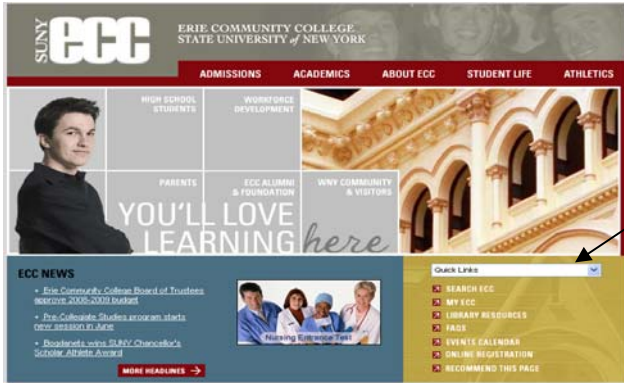 SUNY ecc
ERIE COMMUNITY COLLEGE
STATE UNIVERSITY of NEW YORK
ADMISSIONS ACADEMICS ABOUT ECC STUDENT LIFE ATHLETICS
HIGH SCHOOL
STUDENTS
WORKFORCE
DEVELOPMENT
PARENTS
ECC ALUMNI
& FOUNDATION
WNY COMMUNITY
& VISITORS
YOU'LL LOVE
LEARNING here
ECC NEWS
• Erie Community College Board of Trustees
approve 2008-2009 budget
• Pre-Collegiate Studies program starts
new session in June
• Bogdanets wins SUNY Chancellor's
Scholar Athlete Award
MORE HEADLINES
Nursing Entrance Test
Quick Links
SEARCH ECC
MY ECC
LIBRARY RESOURCES
FAQS
EVENTS CALENDAR
ONLINE REGISTRATION
RECOMMEND THIS PAGE